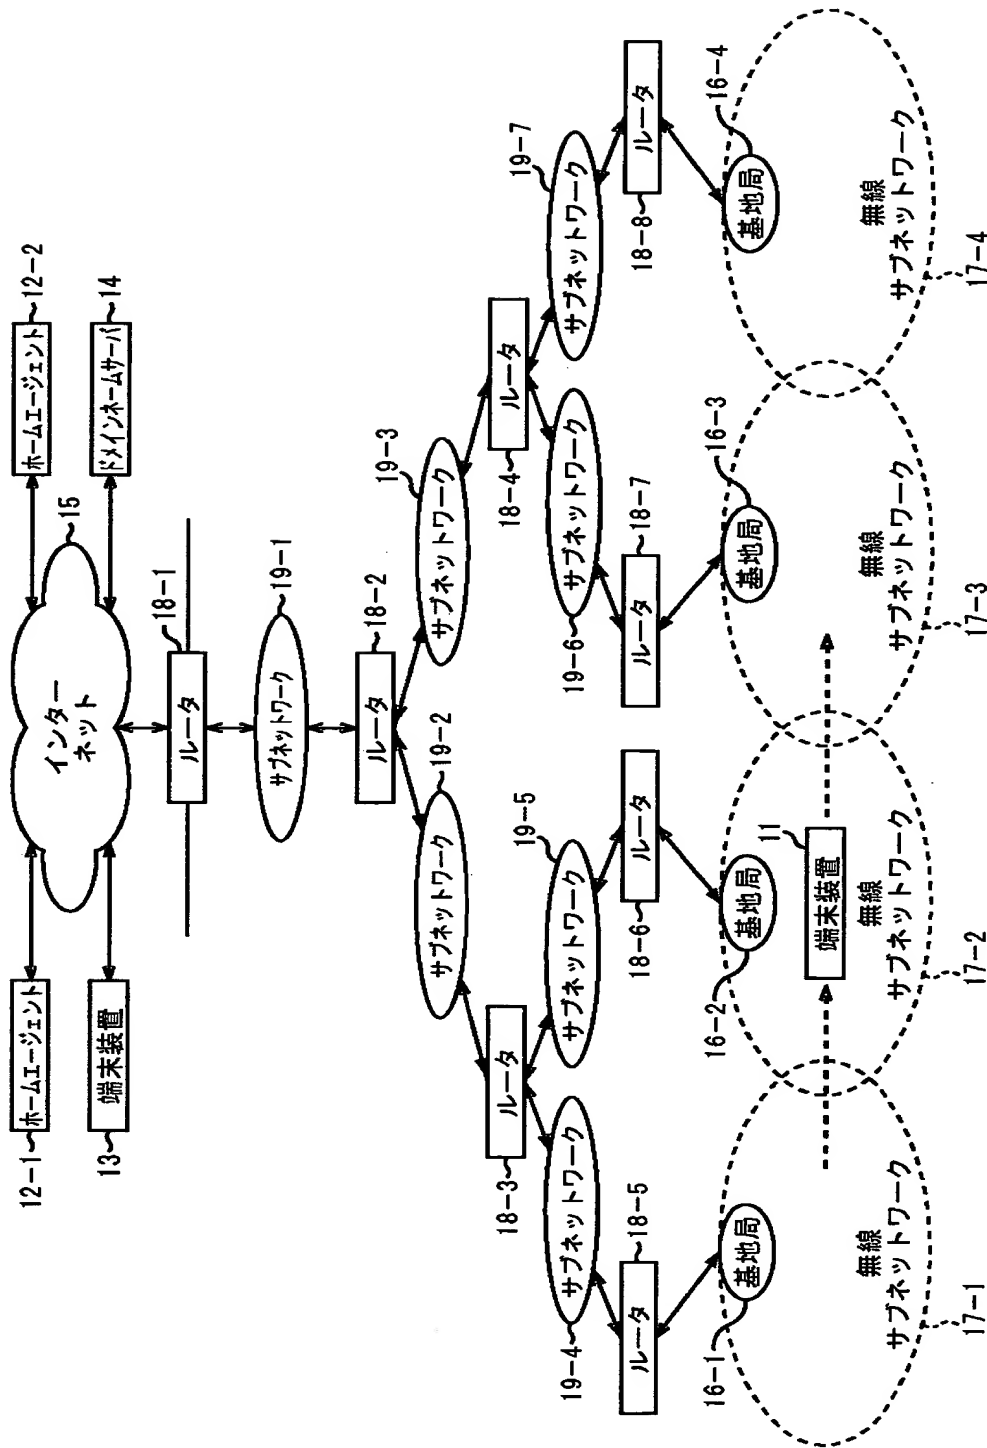 12-1
ホームエージェント
13
端末装置
インター
ネット
15
ホームエージェント
12-2
ドメインネームサーバ
14
ルータ
18-1
サブネットワーク
19-1
ルータ
18-2
サブネットワーク
19-2
サブネットワーク
19-3
18-3
ルータ
18-4
ルータ
19-4
サブネットワーク
サブネットワーク
19-5
19-6
サブネットワーク
サブネットワーク
19-7
ルータ
18-5
18-6
ルータ
ルータ
18-7
18-8
ルータ
16-1
基地局
16-2
基地局
基地局
16-3
基地局
16-4
端末装置
11
無線
サブネットワーク
17-1
無線
サブネットワーク
17-2
無線
サブネットワーク
17-3
無線
サブネットワーク
17-4